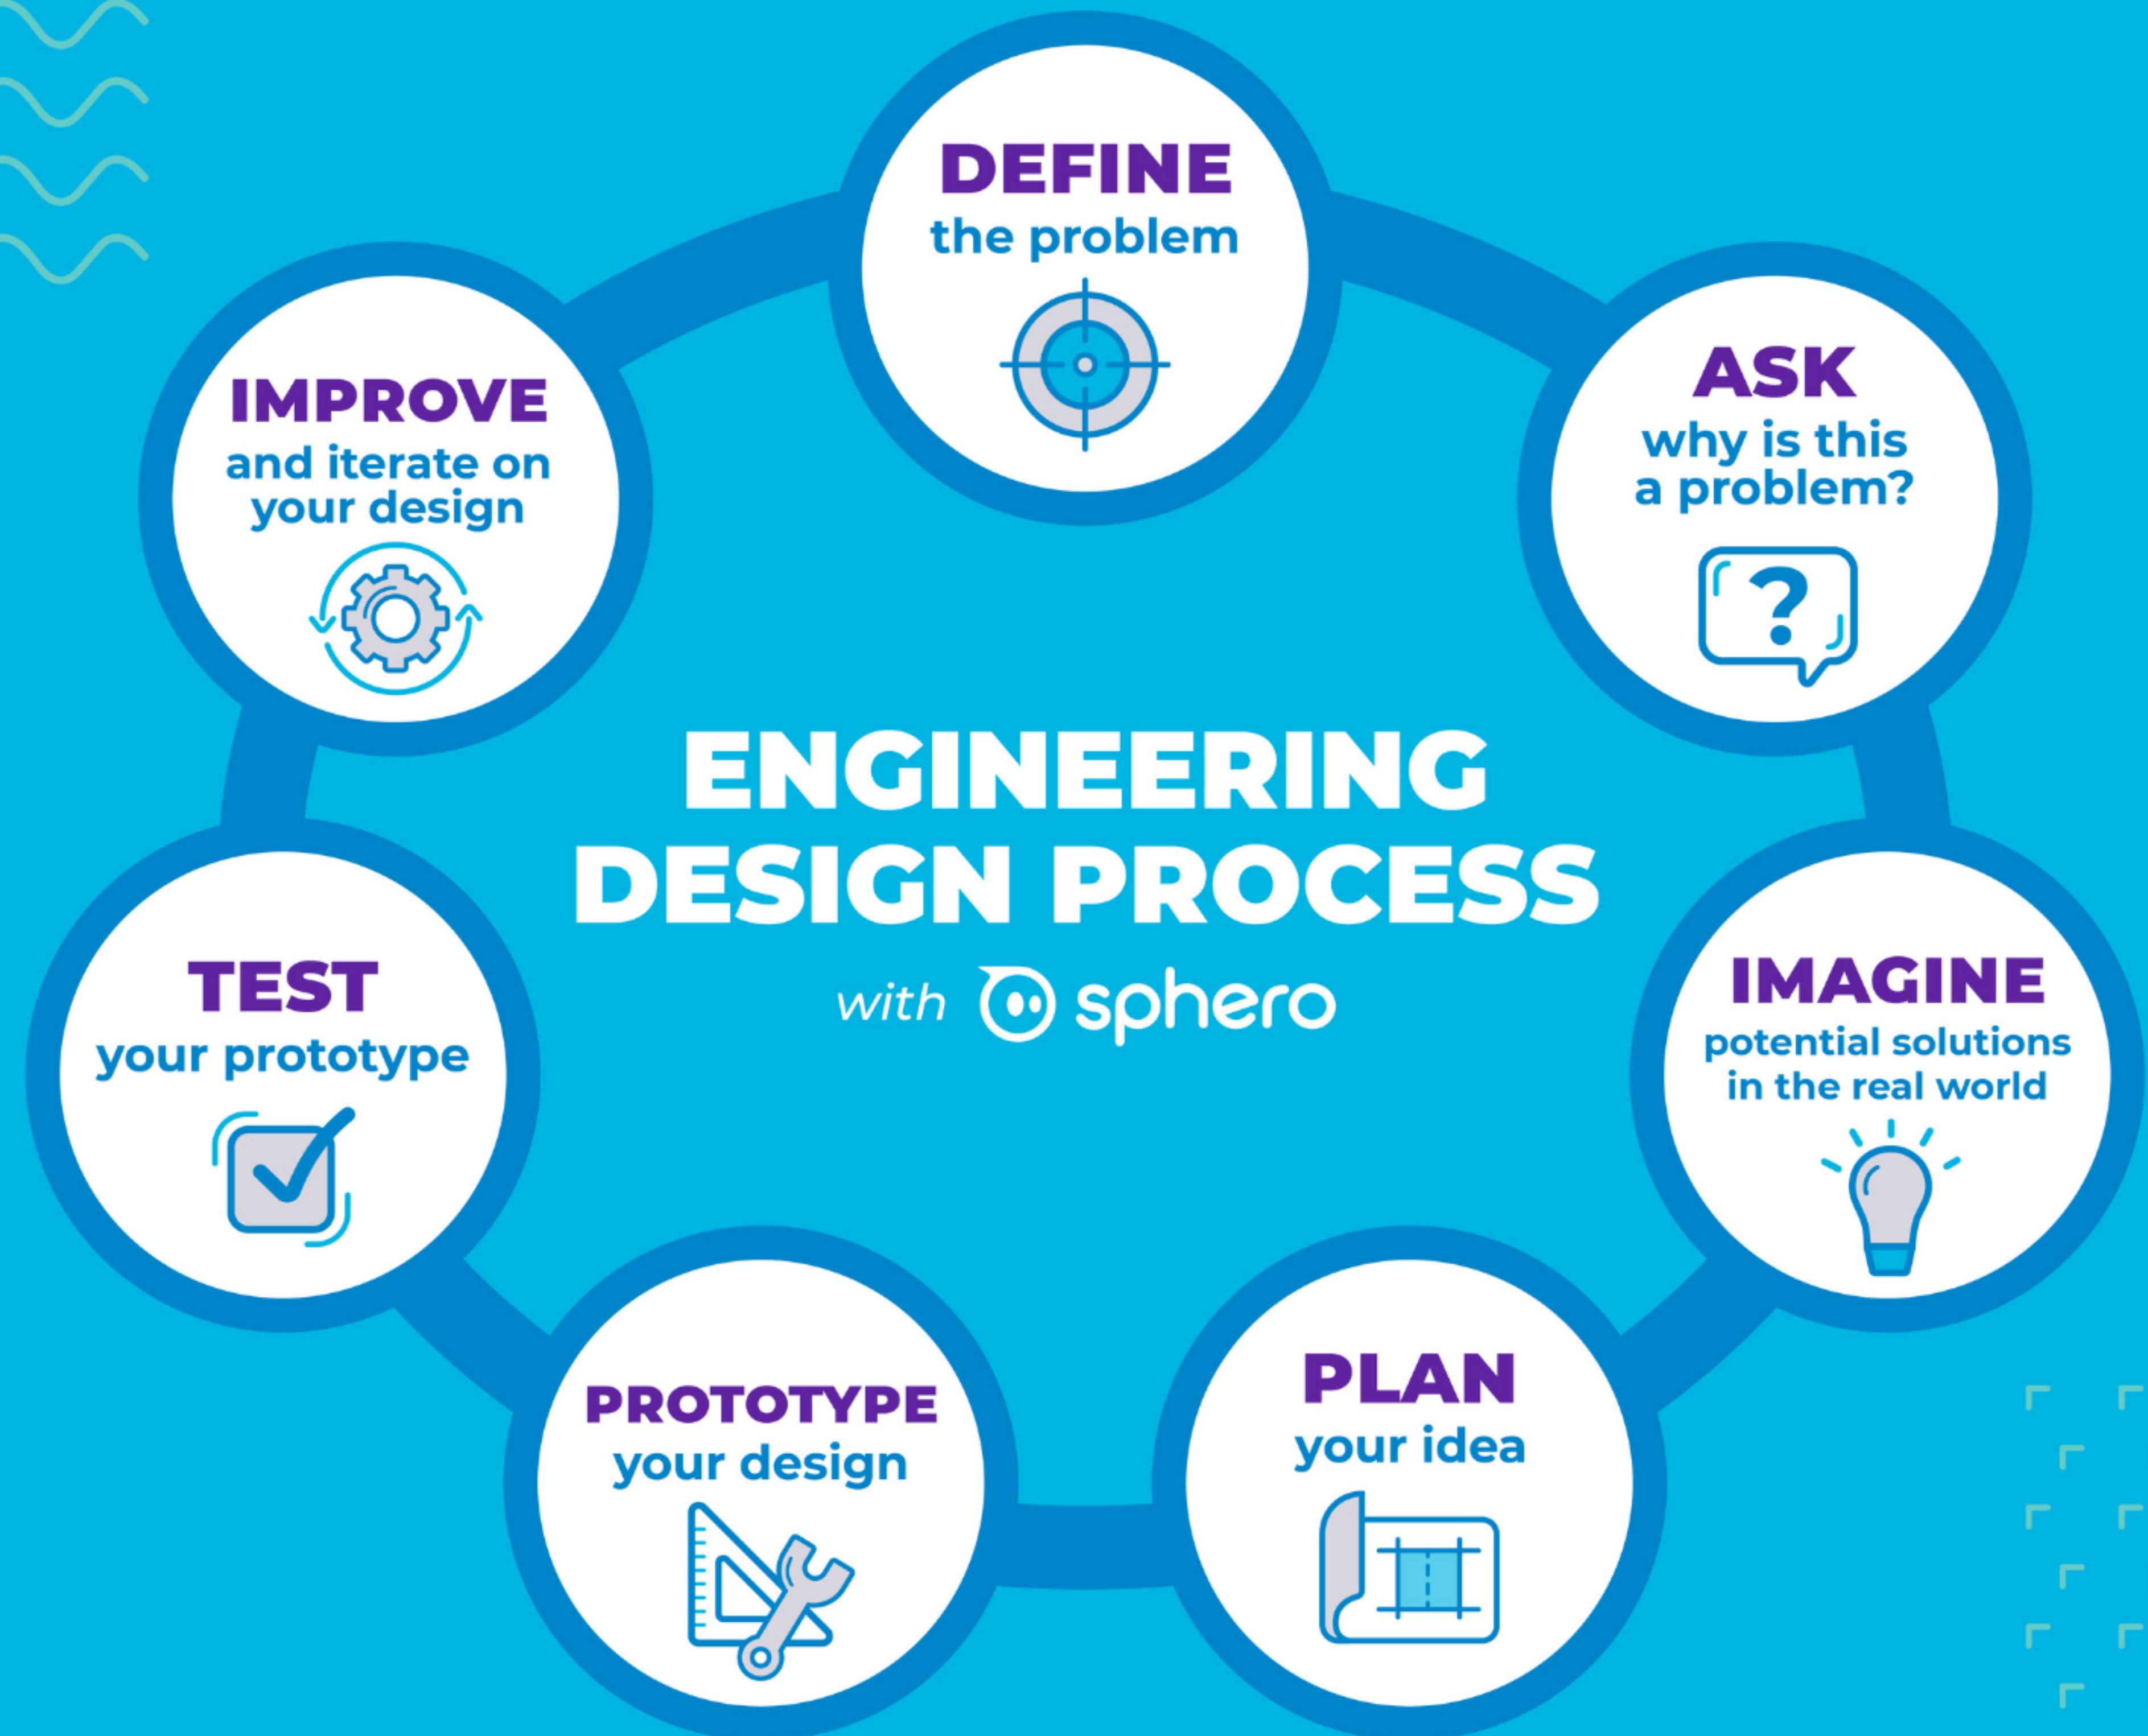 DEFINE
the problem
ASK
why is this
a problem?
?
IMAGINE
potential solutions
in the real world
PLAN
your idea
PROTOTYPE
your design
TEST
your prototype
IMPROVE
and iterate on
your design
ENGINEERING
DESIGN PROCESS
with sphero